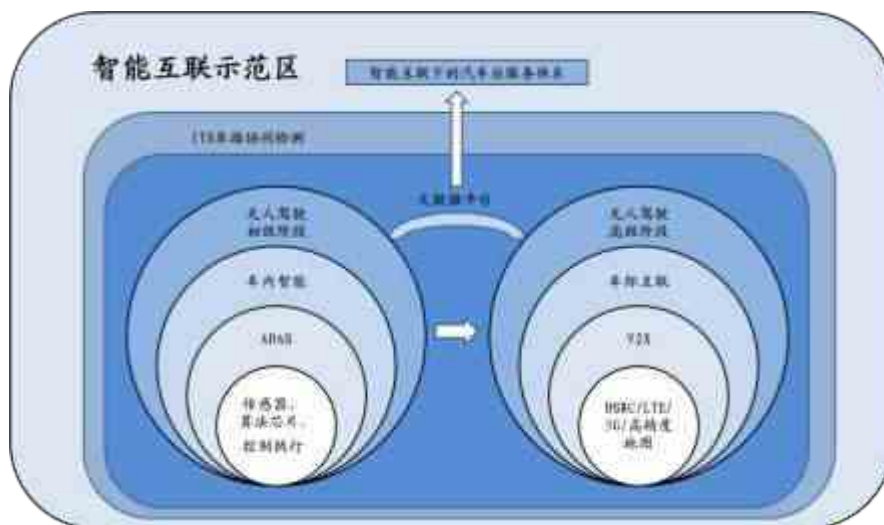 智能互联示范区
智能互联下的汽车后服务体系
ITS车路协同检测
大数据平台
无人驾驶
初级阶段
车内智能
ADAS
传感器、
算法芯片、
控制执行
无人驾驶
高级阶段
车际互联
V2X
DSRC/LTE/
5G/高精度
地图